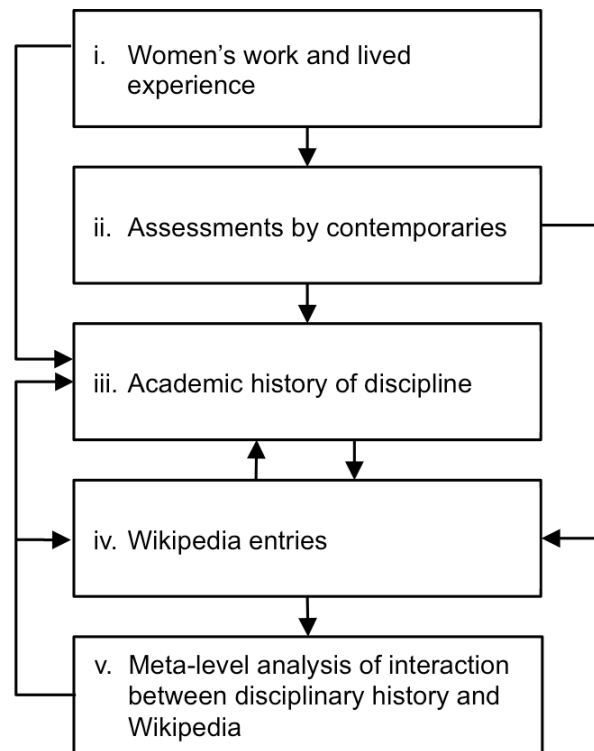 i. Women’s work and lived
experience
ii. Assessments by contemporaries
iii. Academic history of discipline
iv. Wikipedia entries
v. Meta-level analysis of interaction
between disciplinary history and
Wikipedia